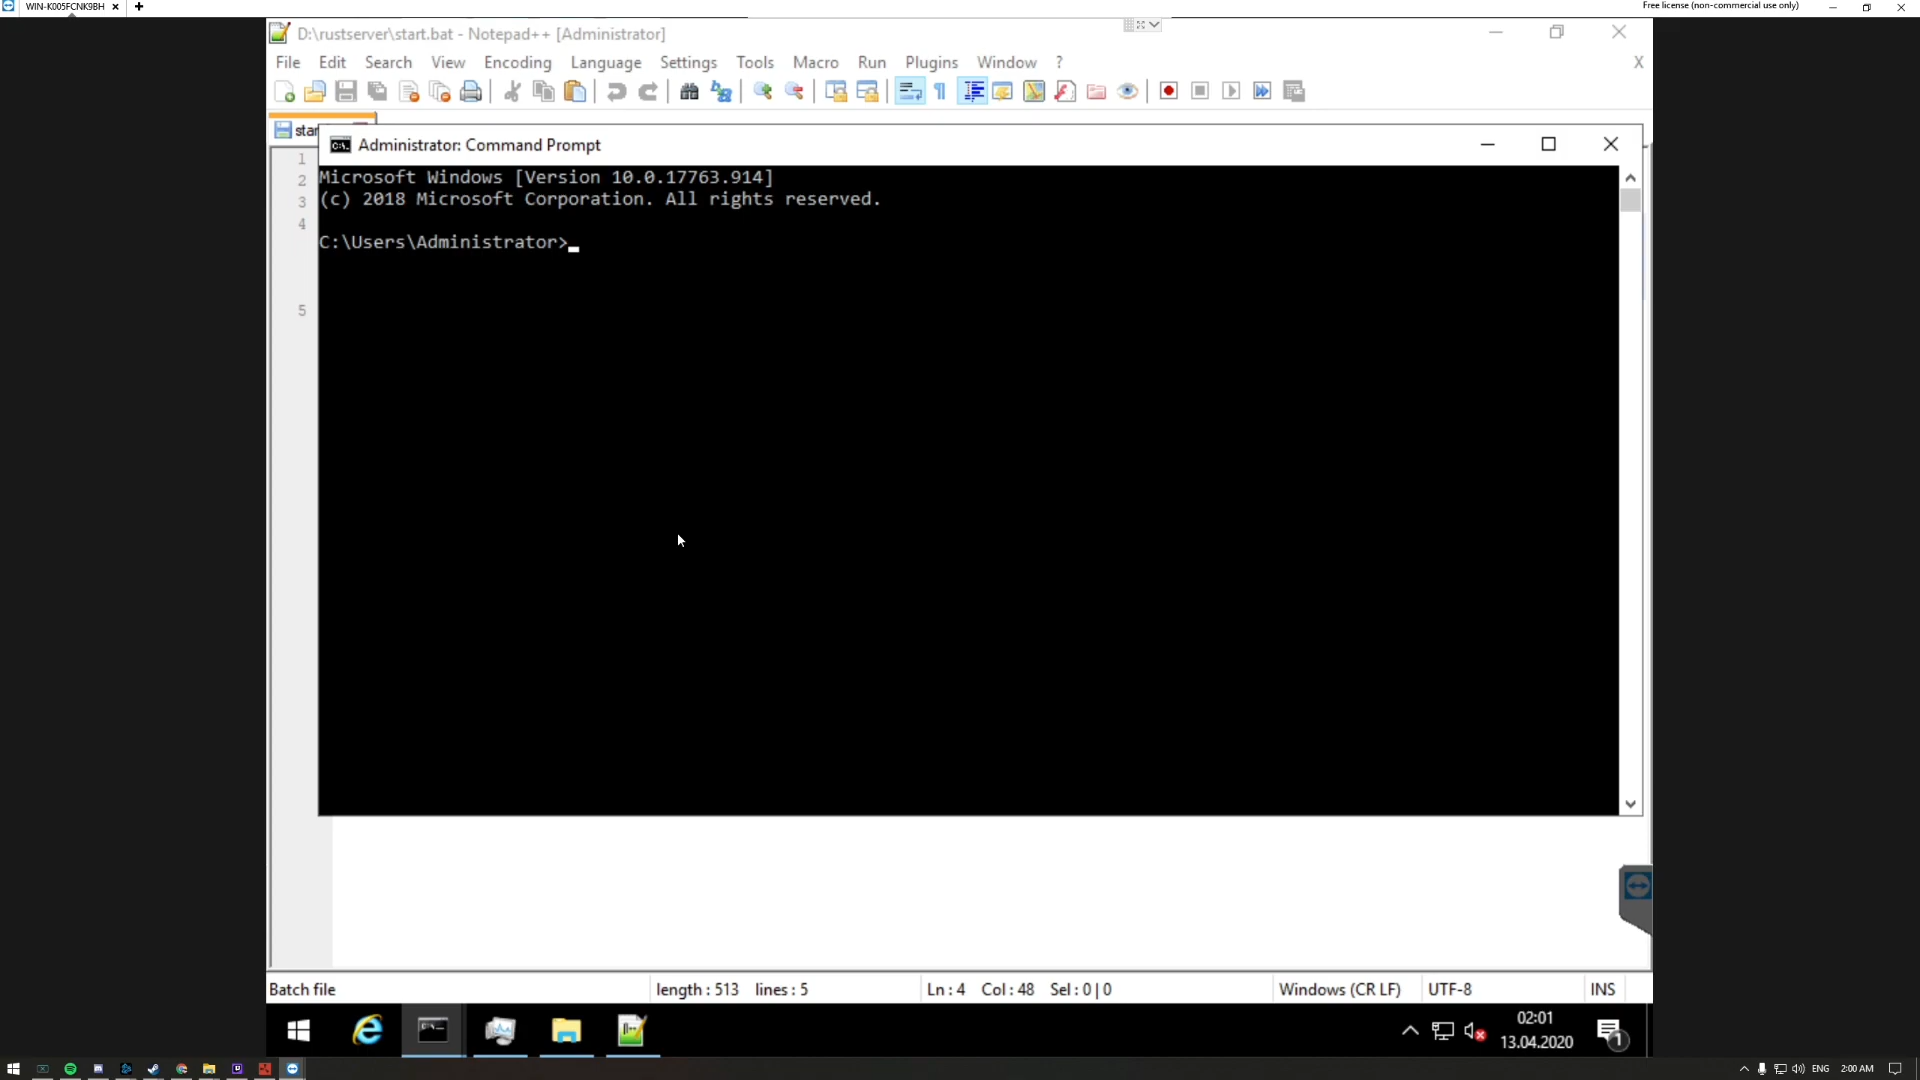 WIN-K005FCNK9BH
Free license (non-commercial use only)
D:\rustserver\start.bat - Notepad++ [Administrator]
File Edit Search View Encoding Language Settings Tools Macro Run Plugins Window ? X
star
Administrator: Command Prompt
1
2
3
4
5
Microsoft Windows [Version 10.0.17763.914]
(c) 2018 Microsoft Corporation. All rights reserved.
C:\Users\Administrator>_
Batch file length : 513 lines : 5 Ln : 4 Col : 48 Sel : 0 | 0 Windows (CR LF) UTF-8 INS
02:01
13.04.2020
1
ENG 2:00 AM